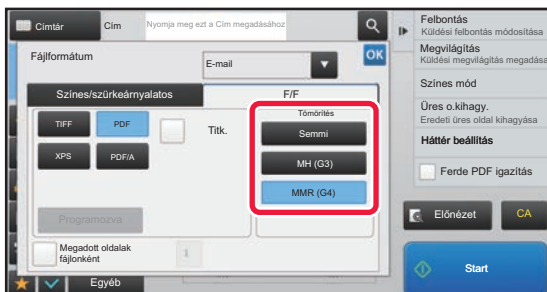 Címtár
Cím
Nyomja meg ezt a Cím megadásához
Fájlformátum
E-mail
OK
Színes/szürkeárnyalatos
F/F
TIFF
PDF
Titk.
XPS
PDF/A
Tömörítés
Semmi
MH (G3)
MMR (G4)
Programozva
Megadott oldalak
fájlonként
1
Egyéb
Felbontás
Küldési felbontás módosítása
Megvilágítás
Küldési megvilágítás megadása
Színes mód
Üres o.kihagy.
Eredeti üres oldal kihagyása
Háttér beállítás
Ferde PDF igazítás
Előnézet
CA
Start